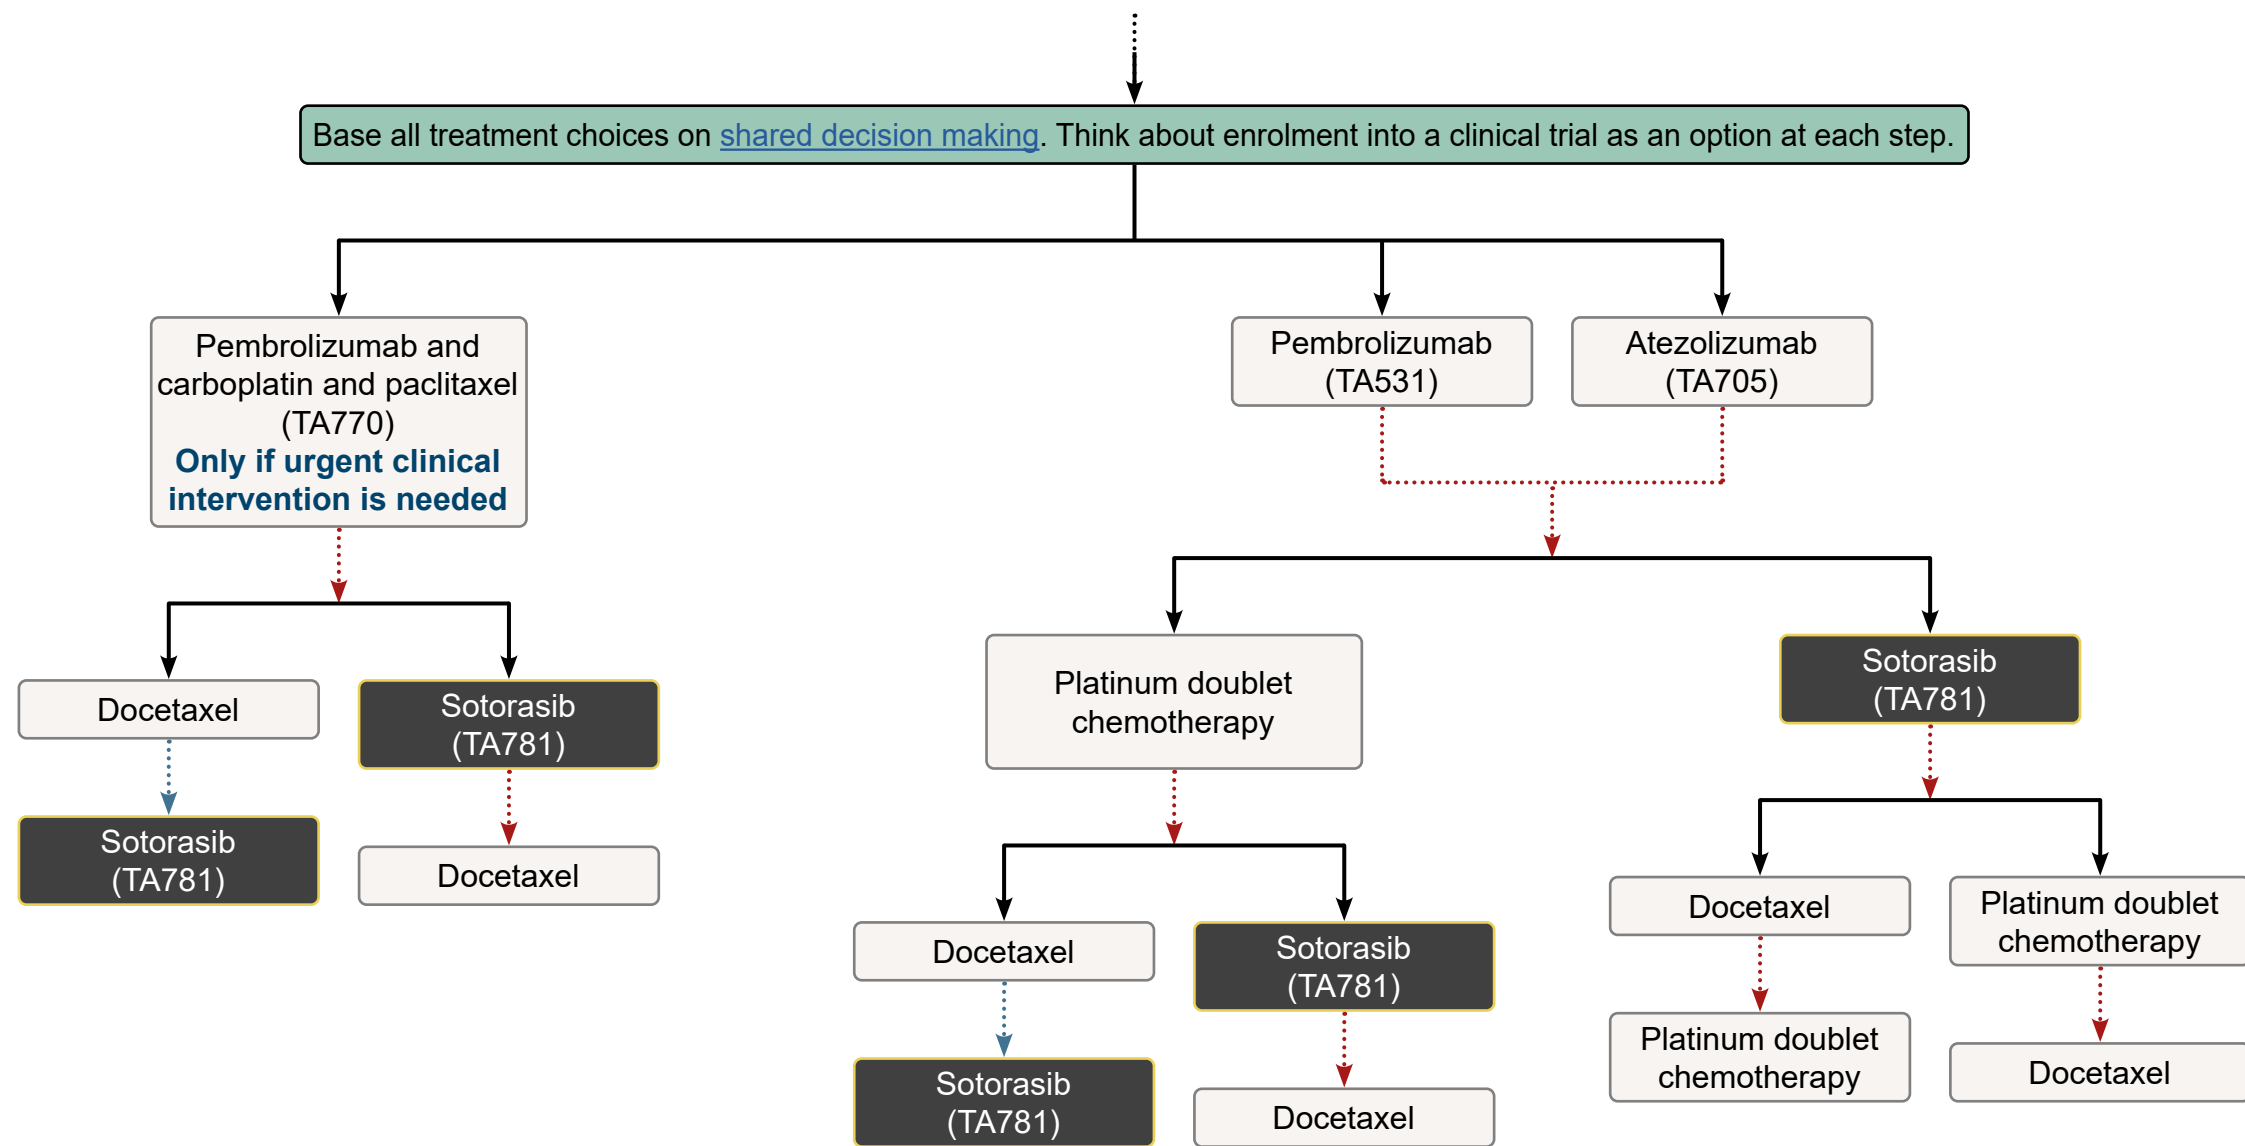 Base all treatment choices on shared decision making. Think about enrolment into a clinical trial as an option at each step.
Pembrolizumab and
carboplatin and paclitaxel
(TA770)
Only if urgent clinical
intervention is needed
Pembrolizumab
(TA531)
Atezolizumab
(TA705)
Docetaxel
Sotorasib
(TA781)
Sotorasib
(TA781)
Docetaxel
Platinum doublet
chemotherapy
Sotorasib
(TA781)
Docetaxel
Sotorasib
(TA781)
Sotorasib
(TA781)
Docetaxel
Docetaxel
Platinum doublet
chemotherapy
Platinum doublet
chemotherapy
Docetaxel